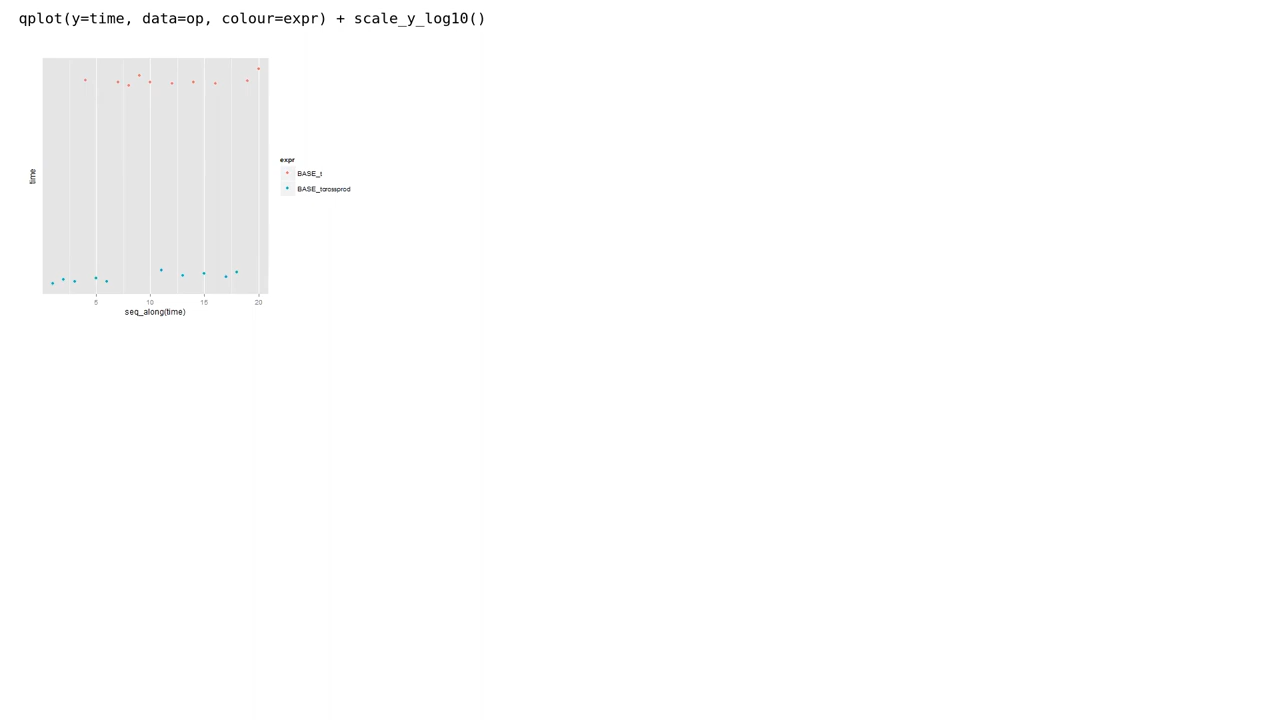 qplot(y=time, data=op, colour=expr) + scale_y_log10()
time
expr
BASE_t
BASE_tcrossprod
5 10 15 20
seq_along(time)